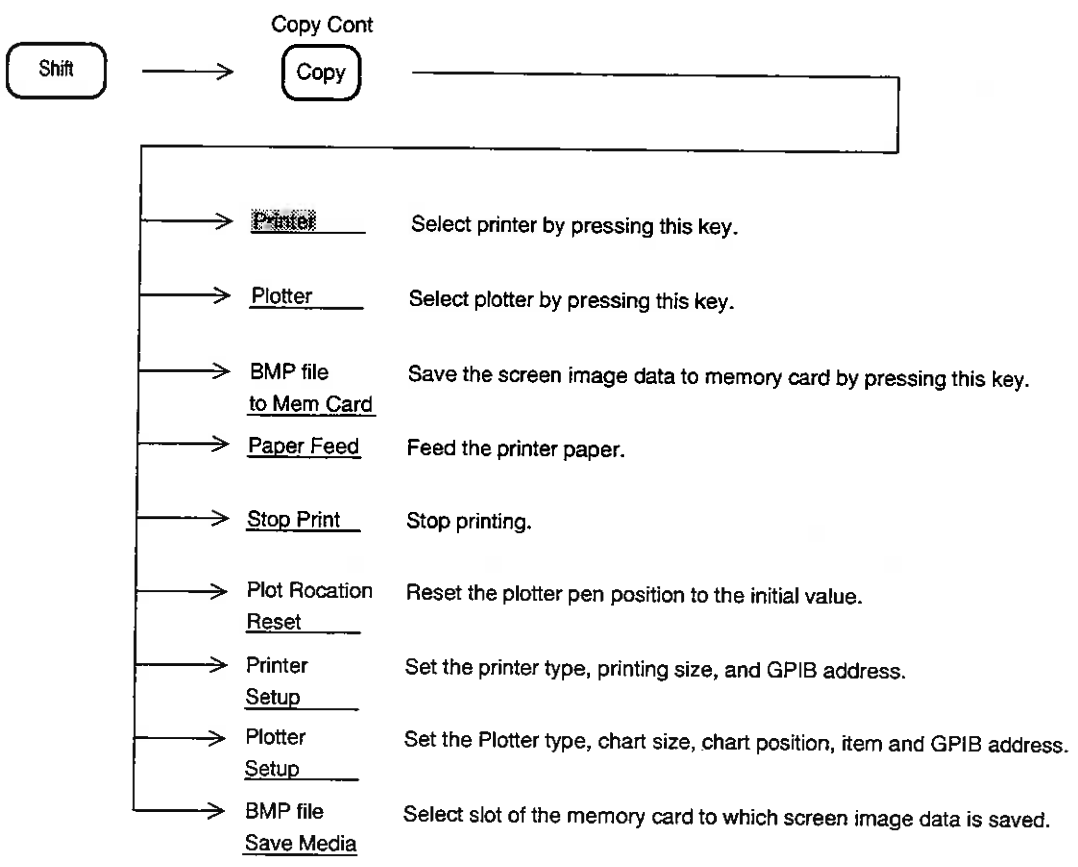 Copy Cont
Shift
Copy
Printer Select printer by pressing this key.
Plotter Select plotter by pressing this key.
BMP file Save the screen image data to memory card by pressing this key.
to Mem Card
Paper Feed Feed the printer paper.
Stop Print Stop printing.
Plot Rocation Reset the plotter pen position to the initial value.
Reset
Printer Set the printer type, printing size, and GPIB address.
Setup
Plotter Set the Plotter type, chart size, chart position, item and GPIB address.
Setup
BMP file Select slot of the memory card to which screen image data is saved.
Save Media